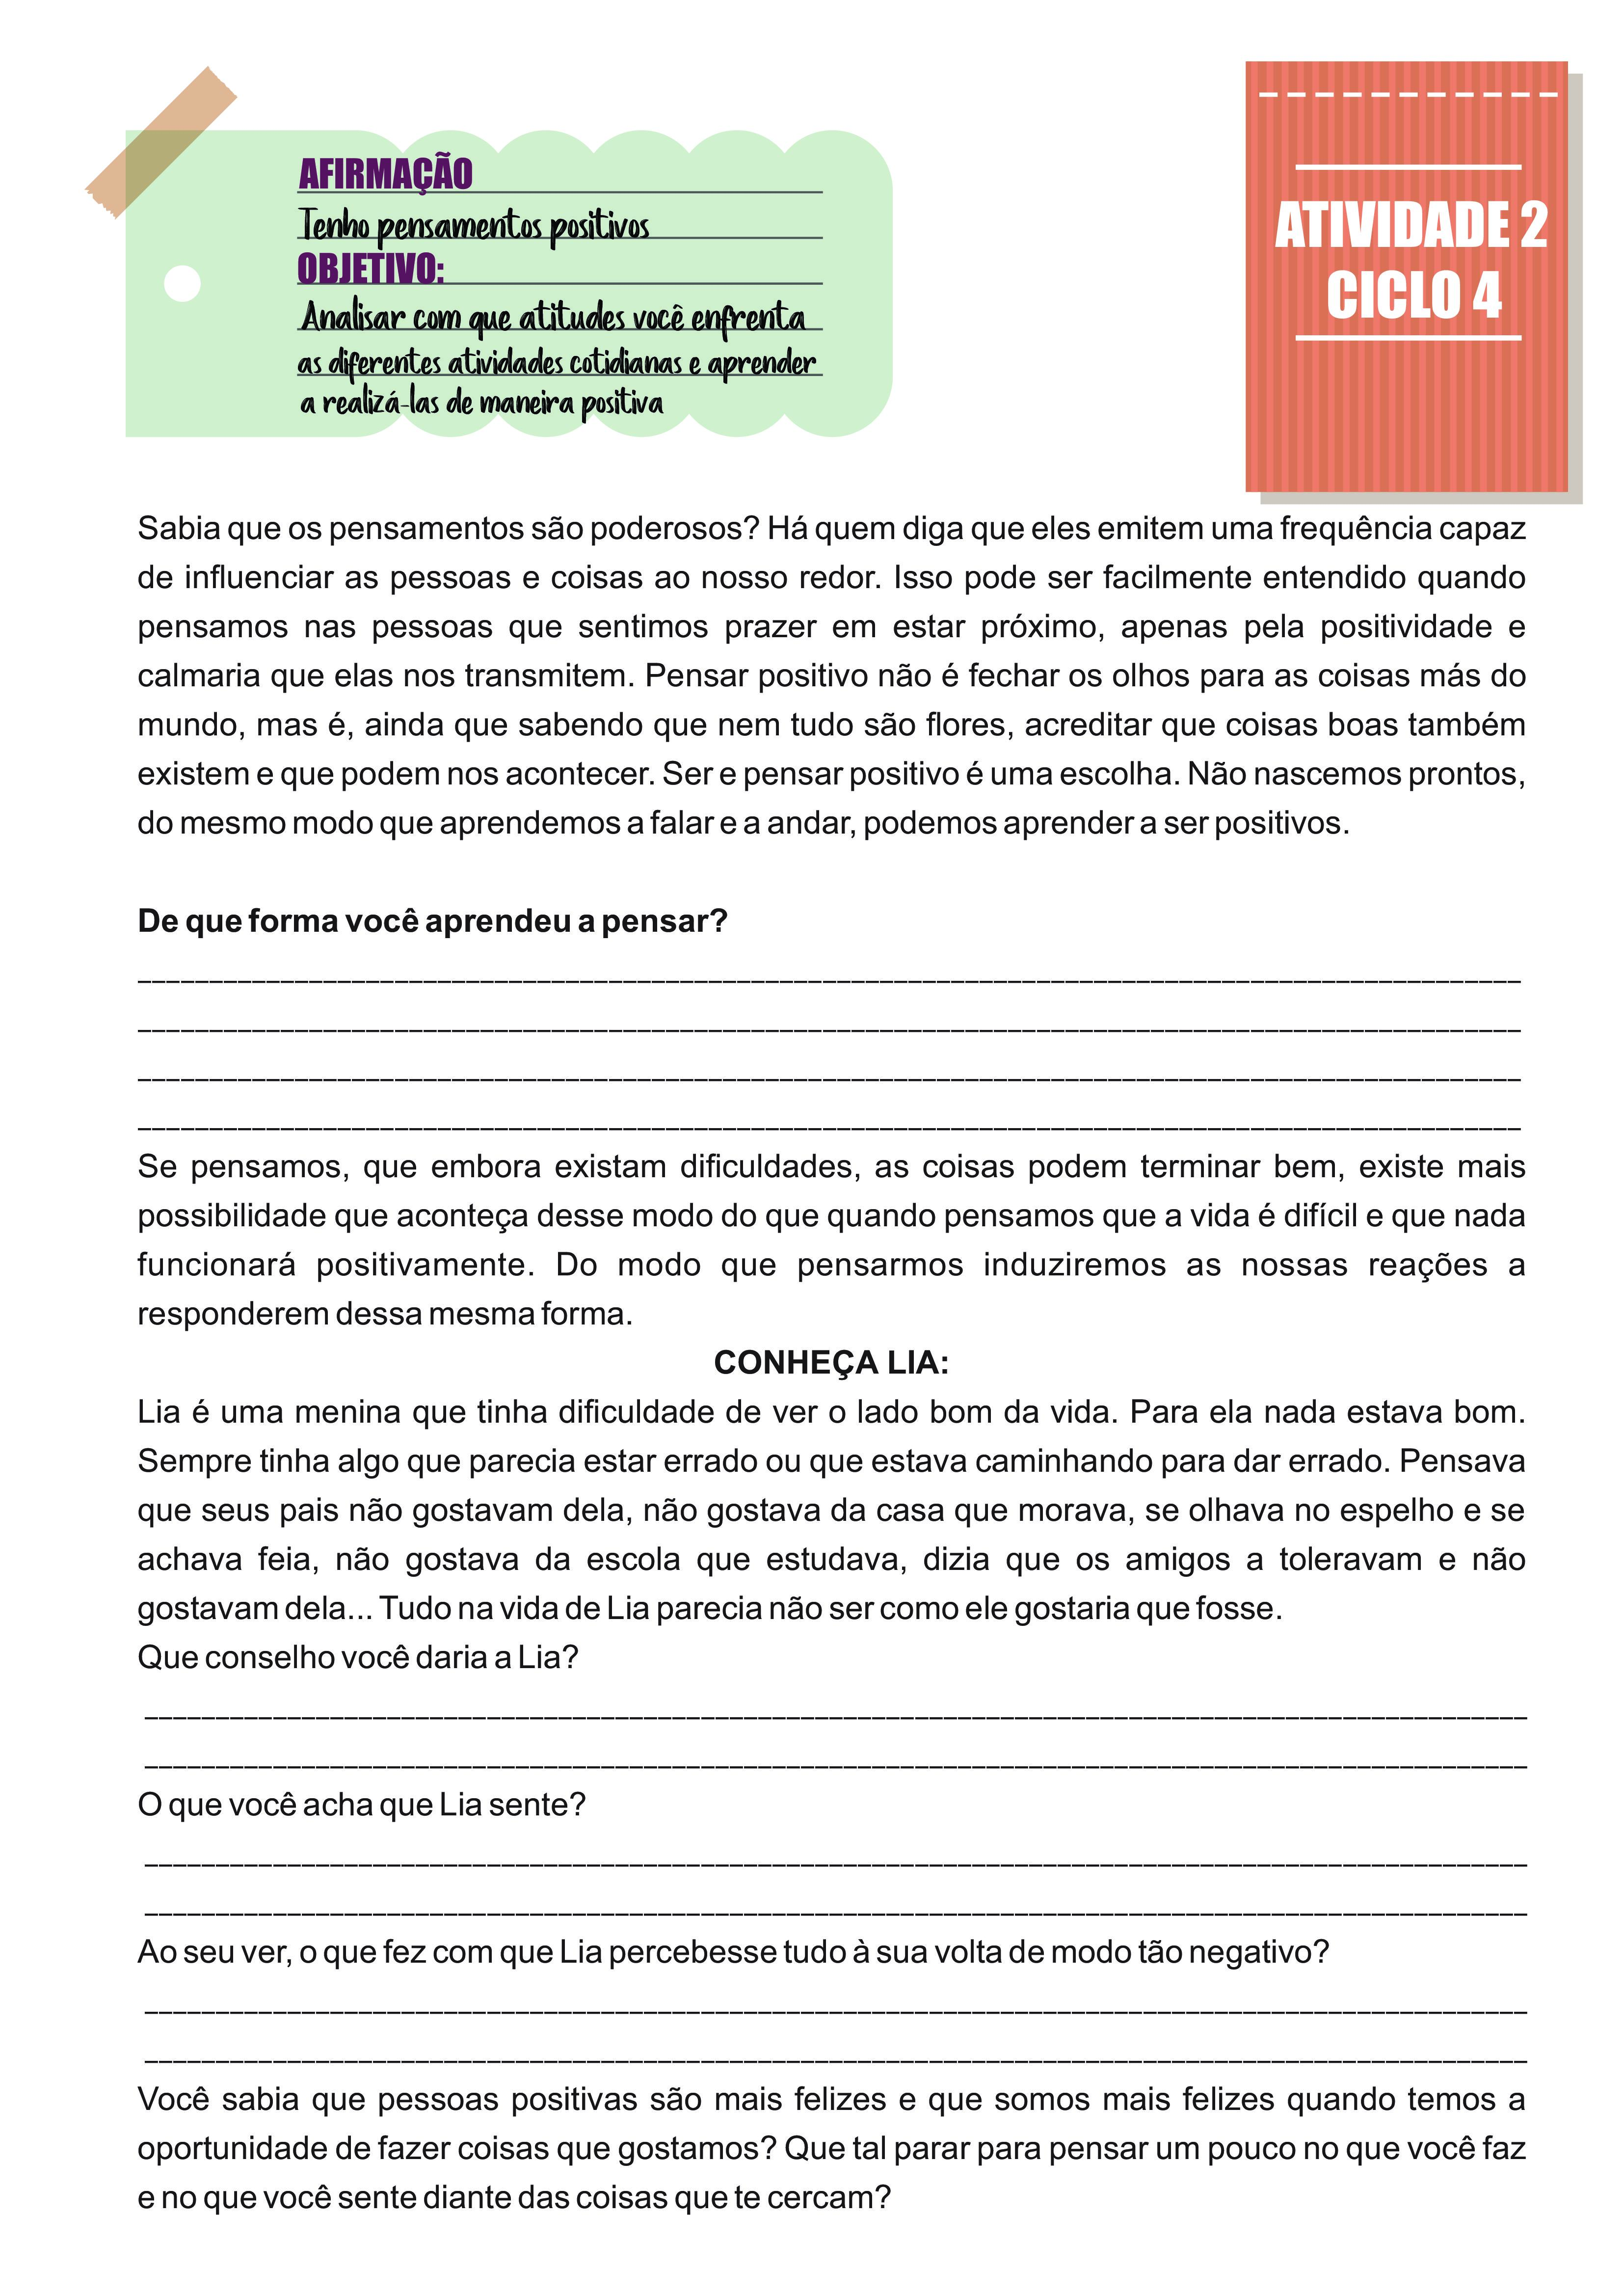 AFIRMAÇÃO
Tenho pensamentos positivos
OBJETIVO:
Analisar com que atitudes você enfrenta
as diferentes atividades cotidianas e aprender
a realizá-las de maneira positiva
ATIVIDADE 2
CICLO 4
Sabia que os pensamentos são poderosos? Há quem diga que eles emitem uma frequência capaz
de influenciar as pessoas e coisas ao nosso redor. Isso pode ser facilmente entendido quando
pensamos nas pessoas que sentimos prazer em estar próximo, apenas pela positividade e
calmaria que elas nos transmitem. Pensar positivo não é fechar os olhos para as coisas más do
mundo, mas é, ainda que sabendo que nem tudo são flores, acreditar que coisas boas também
existem e que podem nos acontecer. Ser e pensar positivo é uma escolha. Não nascemos prontos,
do mesmo modo que aprendemos a falar e a andar, podemos aprender a ser positivos.
De que forma você aprendeu a pensar?
Se pensamos, que embora existam dificuldades, as coisas podem terminar bem, existe mais
possibilidade que aconteça desse modo do que quando pensamos que a vida é difícil e que nada
funcionará positivamente. Do modo que pensarmos induziremos as nossas reações a
responderem dessa mesma forma.
CONHEÇA LIA:
Lia é uma menina que tinha dificuldade de ver o lado bom da vida. Para ela nada estava bom.
Sempre tinha algo que parecia estar errado ou que estava caminhando para dar errado. Pensava
que seus pais não gostavam dela, não gostava da casa que morava, se olhava no espelho e se
achava feia, não gostava da escola que estudava, dizia que os amigos a toleravam e não
gostavam dela... Tudo na vida de Lia parecia não ser como ele gostaria que fosse.
Que conselho você daria a Lia?
O que você acha que Lia sente?
Ao seu ver, o que fez com que Lia percebesse tudo à sua volta de modo tão negativo?
Você sabia que pessoas positivas são mais felizes e que somos mais felizes quando temos a
oportunidade de fazer coisas que gostamos? Que tal parar para pensar um pouco no que você faz
e no que você sente diante das coisas que te cercam?